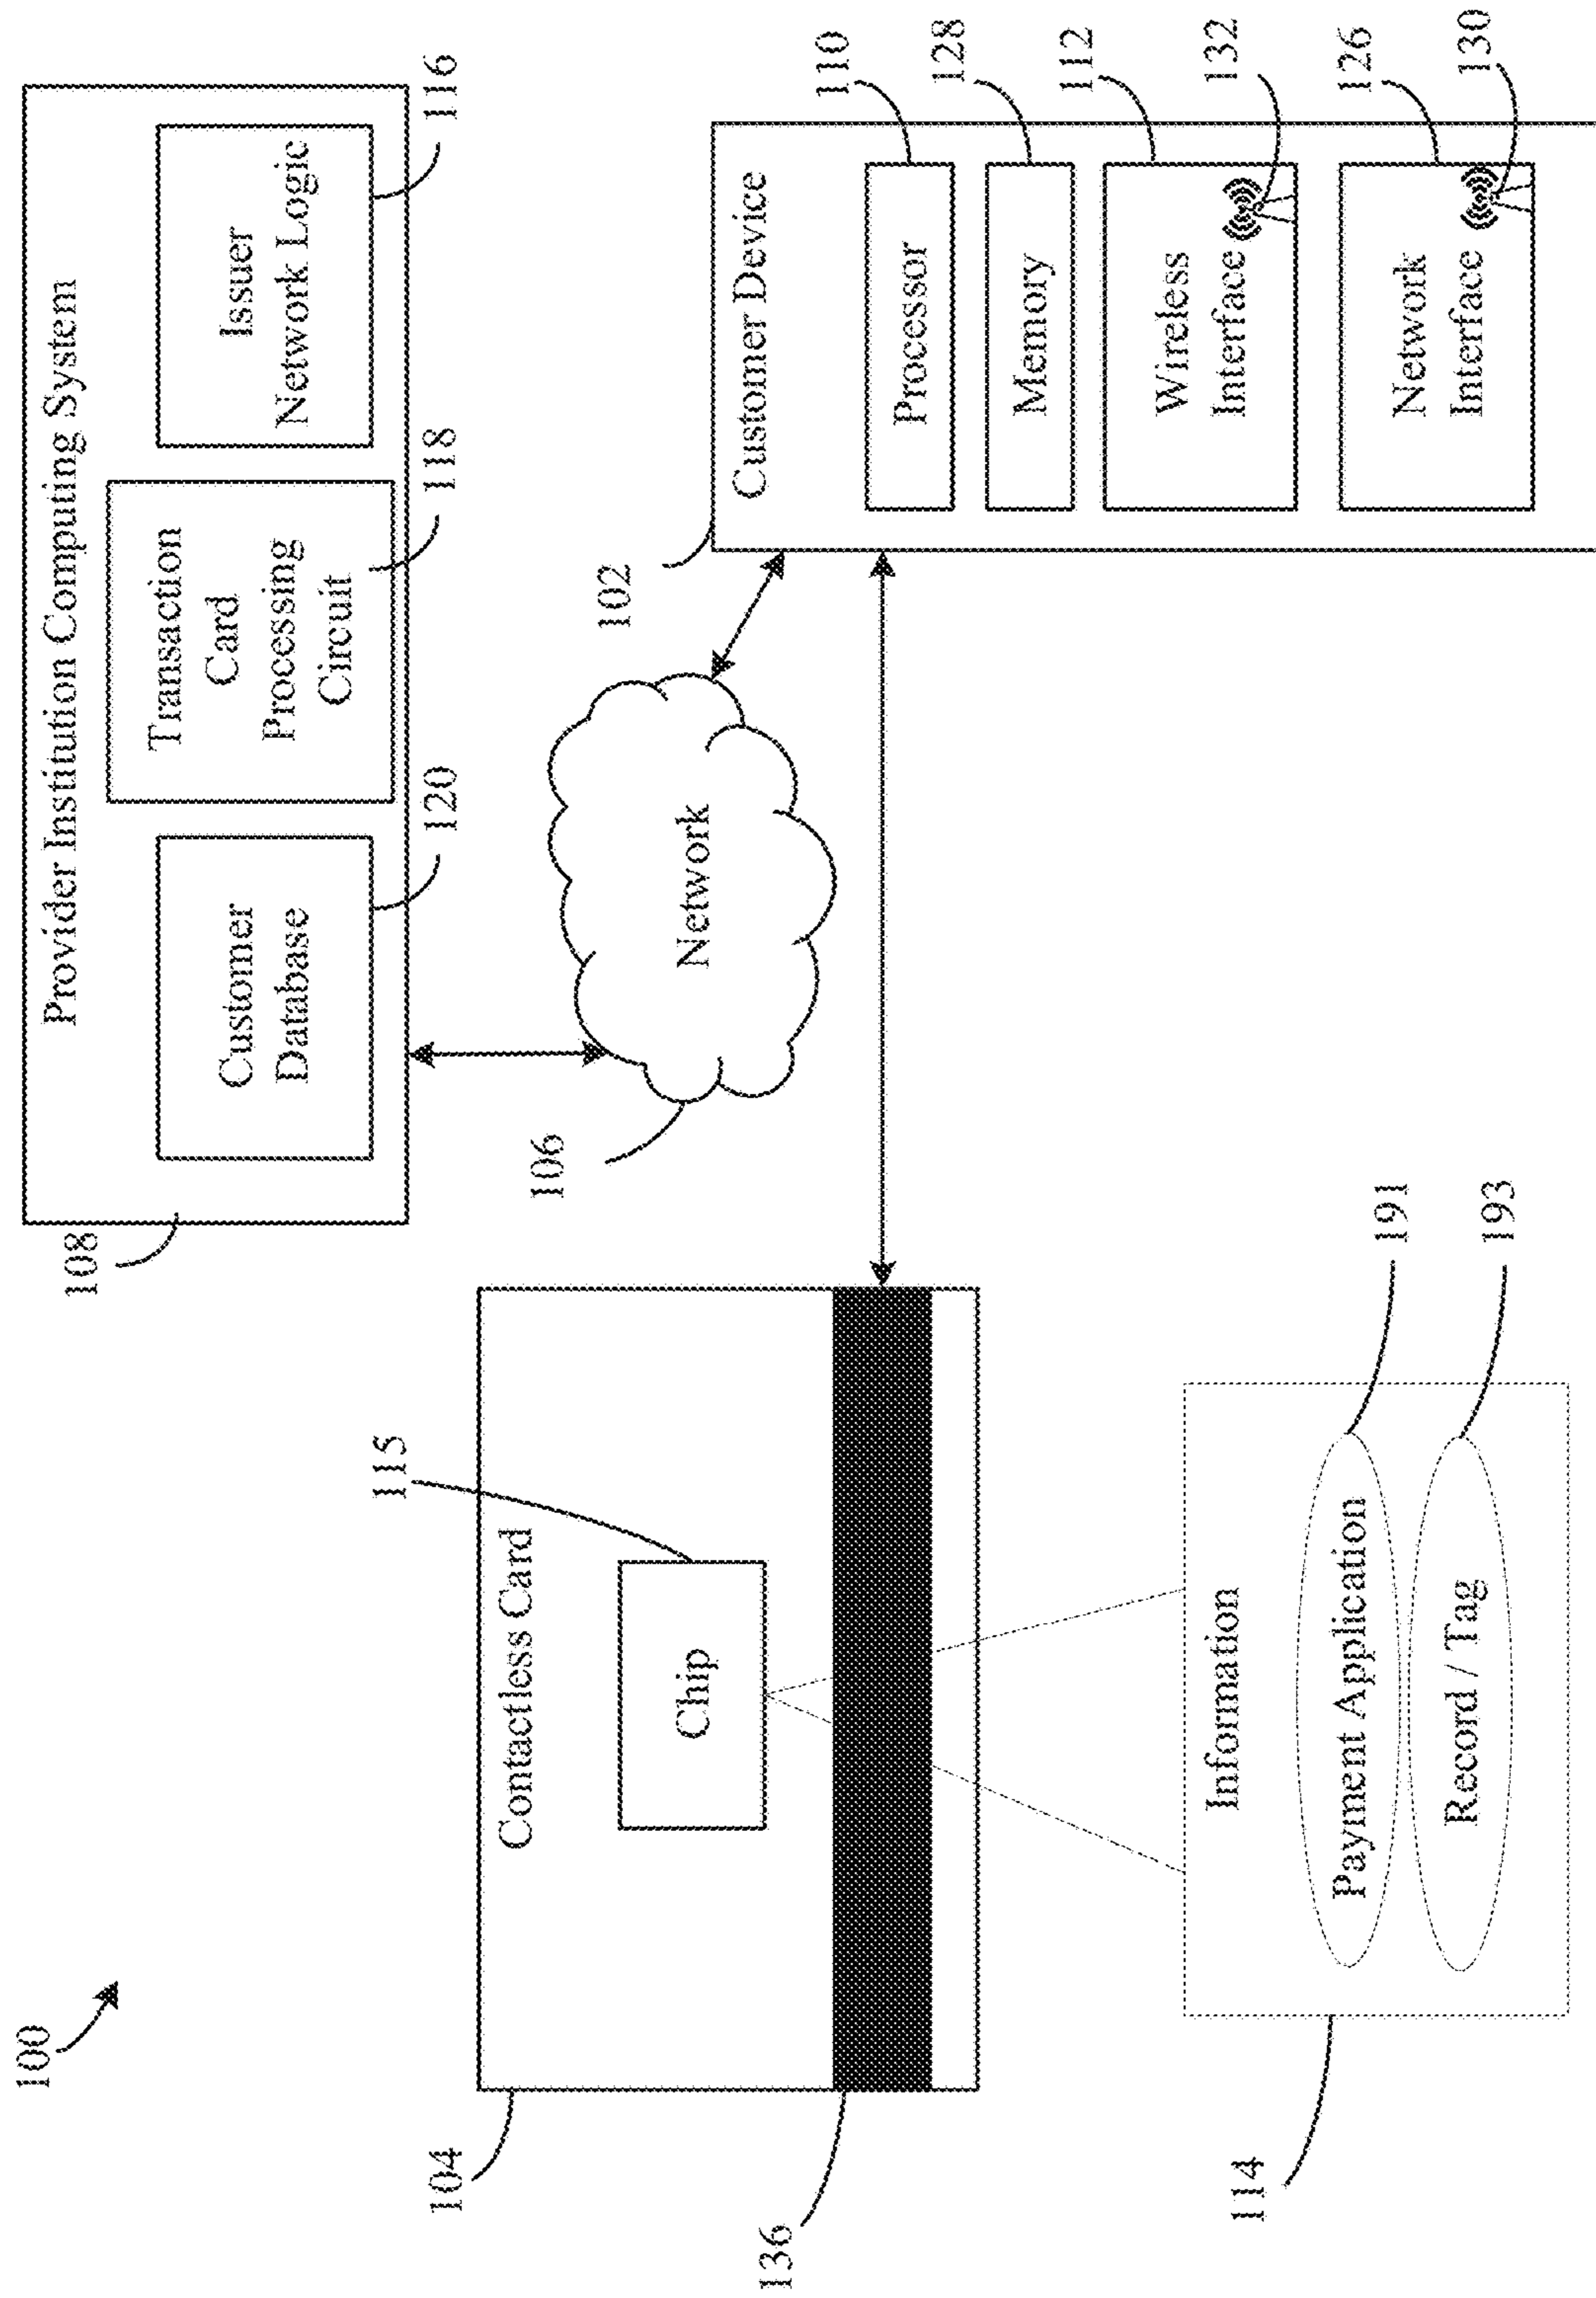 100
108
Provider Institution Computing System
Customer
Database
120
Transaction
Card
Processing
Circuit
118
Issuer
Network Logic
116
106
Network
102
Customer Device
Processor
110
Memory
128
Wireless
Interface
112
132
Network
Interface
126
130
104
Contactless Card
115
Chip
136
114
Information
Payment Application
191
Record / Tag
193